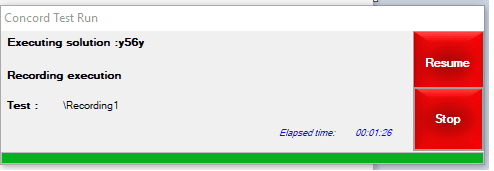 Concord Test Run
Executing solution :y56y
Resume
Recording execution
Test : \Recording1
Stop
Elapsed time: 00:01:26